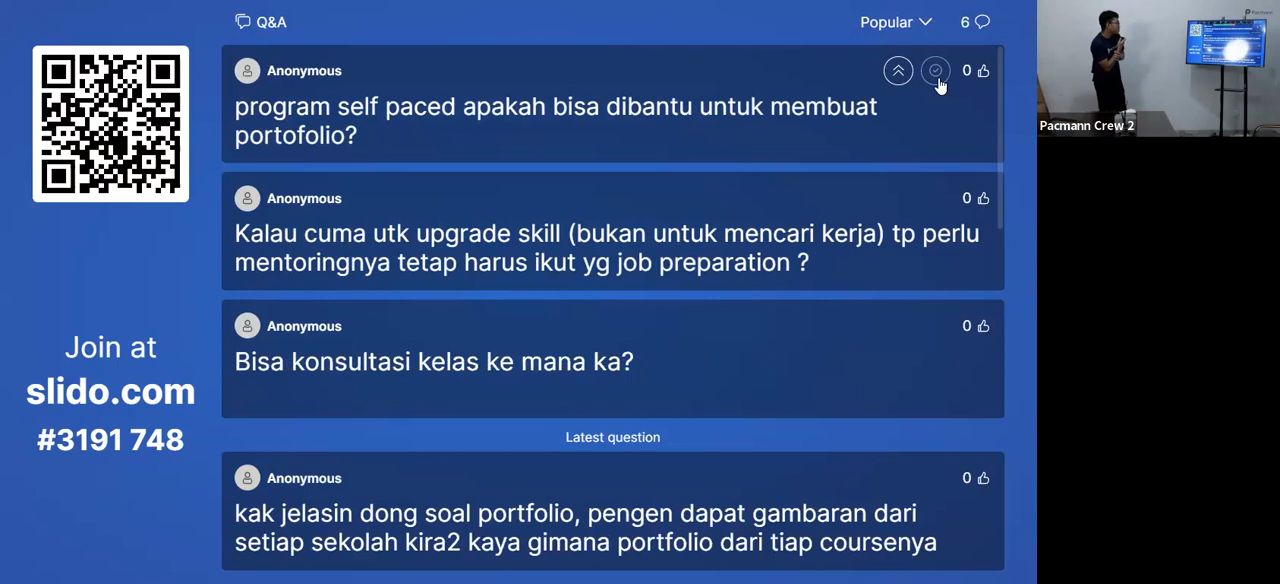 Q&A
Popular
6
Anonymous
0
program self paced apakah bisa dibantu untuk membuat
portofolio?
Anonymous
0
Kalau cuma utk upgrade skill (bukan untuk mencari kerja) tp perlu
mentoringnya tetap harus ikut yg job preparation ?
Anonymous
0
Bisa konsultasi kelas ke mana ka?
Latest question
Anonymous
0
kak jelasin dong soal portfolio, pengen dapat gambaran dari
setiap sekolah kira2 kaya gimana portfolio dari tiap coursenya
Join at
slido.com
#3191 748
Pacmann
Pacmann Crew 2